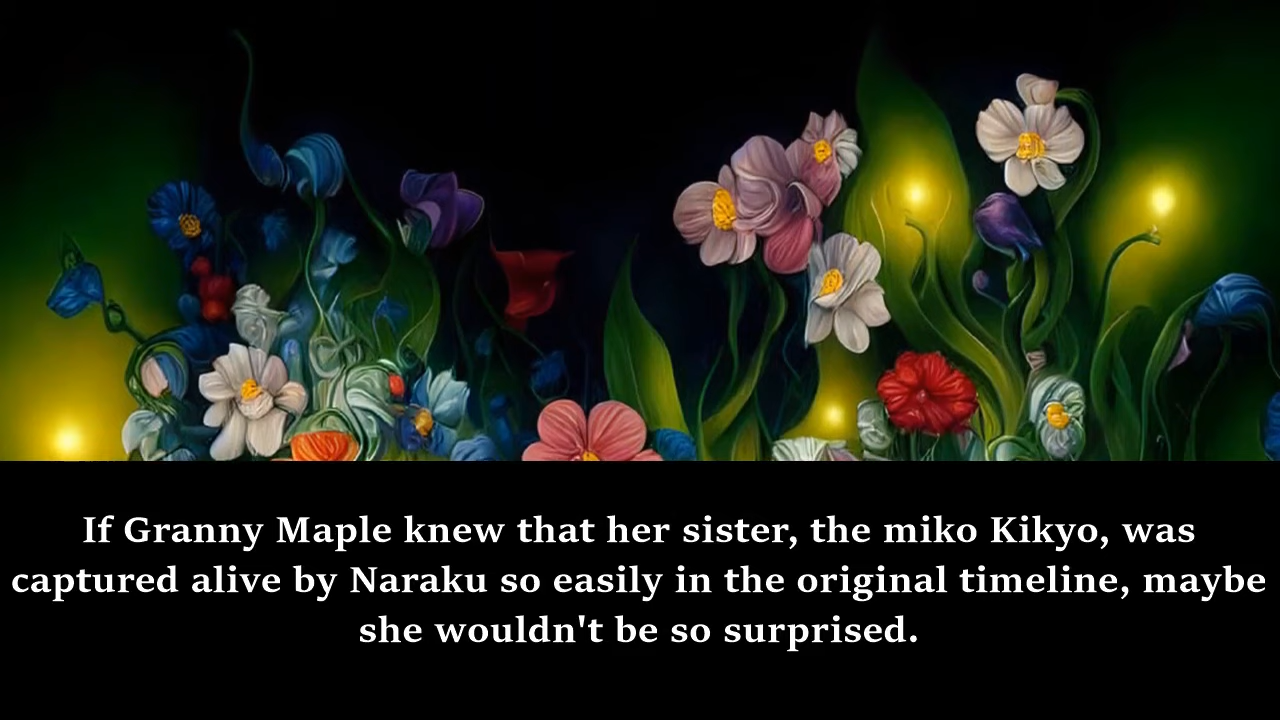 If Granny Maple knew that her sister, the miko Kikyo, was
captured alive by Naraku so easily in the original timeline, maybe
she wouldn't be so surprised.